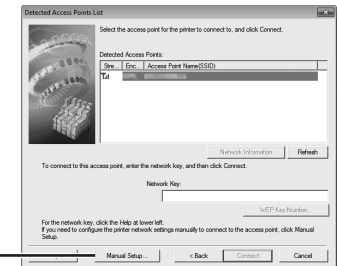 Detected Access Points List
Select the access point for the printer to connect to, and click Connect.
Detected Access Points:
Stre... Enc... Access Point Name(SSID)
Network Information Refresh
To connect to this access point, enter the network key, and then click Connect.
Network Key:
WEP Key Number...
For the network key, click the Help at lower left.
If you need to configure the printer network settings manually to connect to the access point, click Manual
Setup.
Manual Setup... < Back Connect Cancel